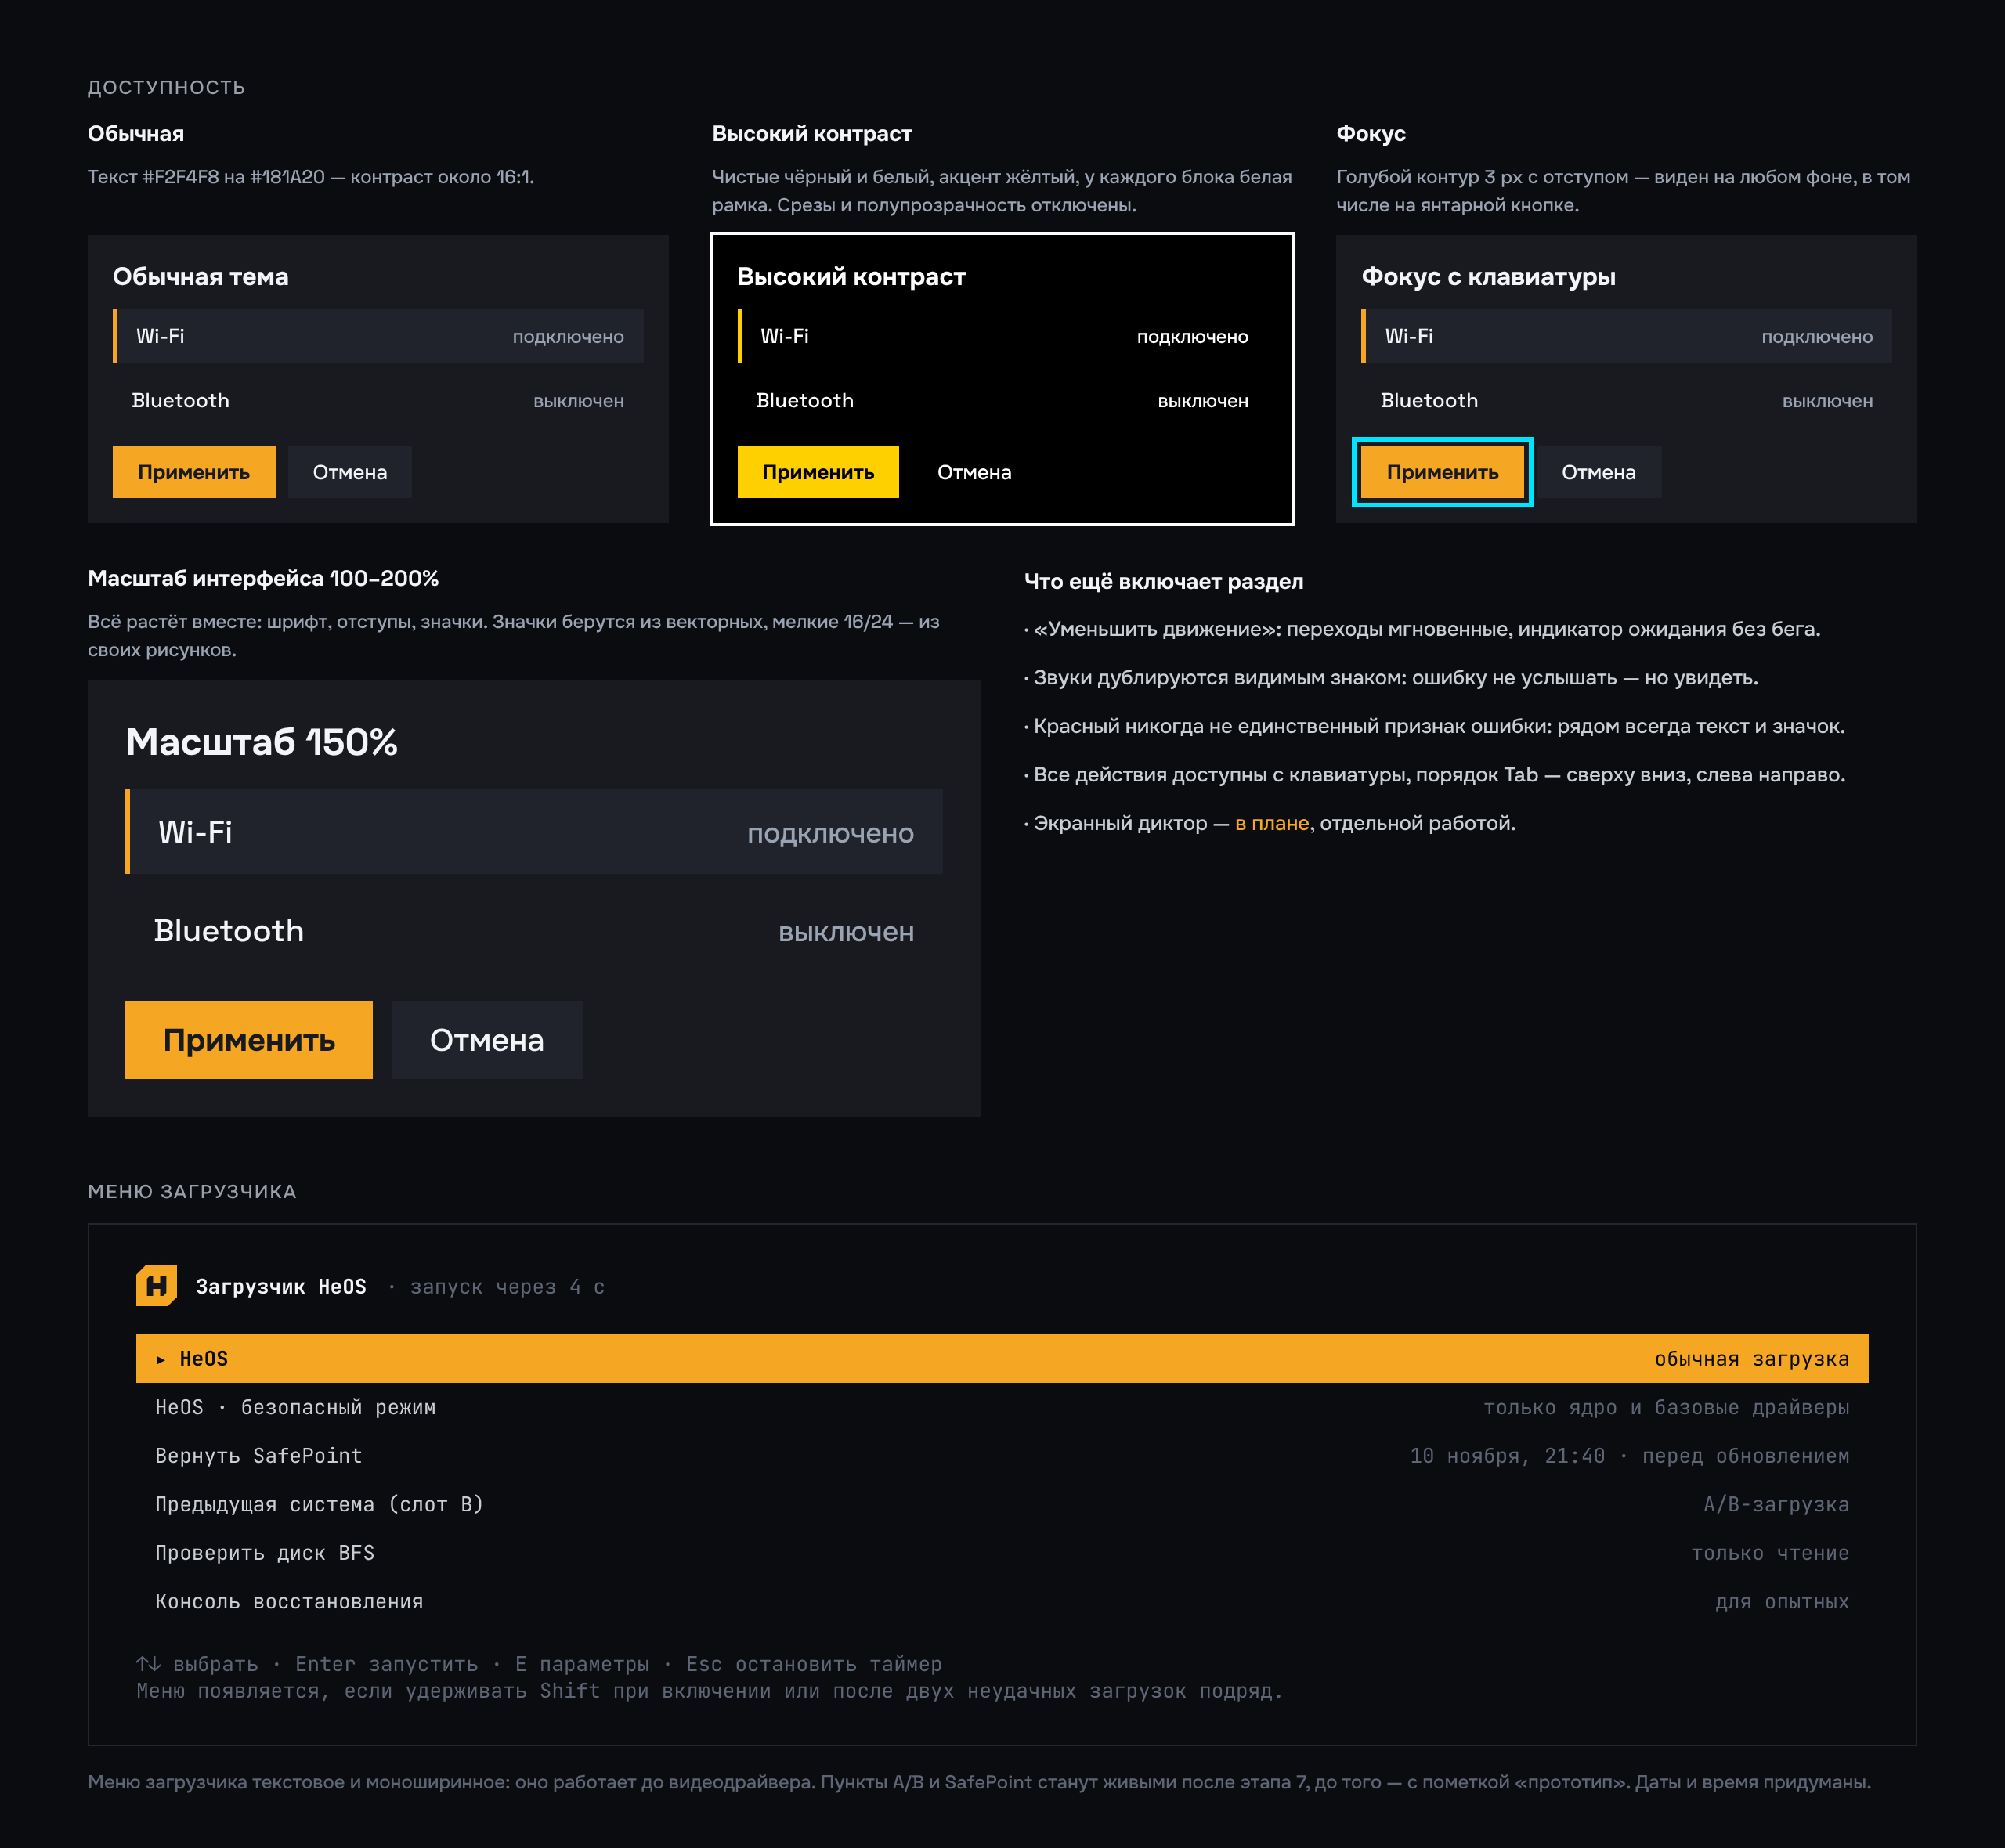 ДОСТУПНОСТЬ
Обычная
Текст #F2F4F8 на #181A20 — контраст около 16:1.
Высокий контраст
Чистые чёрный и белый, акцент жёлтый, у каждого блока белая
рамка. Срезы и полупрозрачность отключены.
Фокус
Голубой контур 3 px с отступом — виден на любом фоне, в том
числе на янтарной кнопке.
Обычная тема
Wi-Fi подключено
Bluetooth выключен
Применить Отмена
Высокий контраст
Wi-Fi подключено
Bluetooth выключен
Применить Отмена
Фокус с клавиатуры
Wi-Fi подключено
Bluetooth выключен
Применить Отмена
Масштаб интерфейса 100–200%
Всё растёт вместе: шрифт, отступы, значки. Значки берутся из векторных, мелкие 16/24 — из
своих рисунков.
Масштаб 150%
Wi-Fi подключено
Bluetooth выключен
Применить Отмена
Что ещё включает раздел
· «Уменьшить движение»: переходы мгновенные, индикатор ожидания без бега.
· Звуки дублируются видимым знаком: ошибку не услышать — но увидеть.
· Красный никогда не единственный признак ошибки: рядом всегда текст и значок.
· Все действия доступны с клавиатуры, порядок Tab — сверху вниз, слева направо.
· Экранный диктор — в плане, отдельной работой.
МЕНЮ ЗАГРУЗЧИКА
H Загрузчик HeOS · запуск через 4 с
▸ HeOS обычная загрузка
HeOS · безопасный режим только ядро и базовые драйверы
Вернуть SafePoint 10 ноября, 21:40 · перед обновлением
Предыдущая система (слот B) A/B-загрузка
Проверить диск BFS только чтение
Консоль восстановления для опытных
↑↓ выбрать · Enter запустить · E параметры · Esc остановить таймер
Меню появляется, если удерживать Shift при включении или после двух неудачных загрузок подряд.
Меню загрузчика текстовое и моноширинное: оно работает до видеодрайвера. Пункты A/B и SafePoint станут живыми после этапа 7, до того — с пометкой «прототип». Даты и время придуманы.